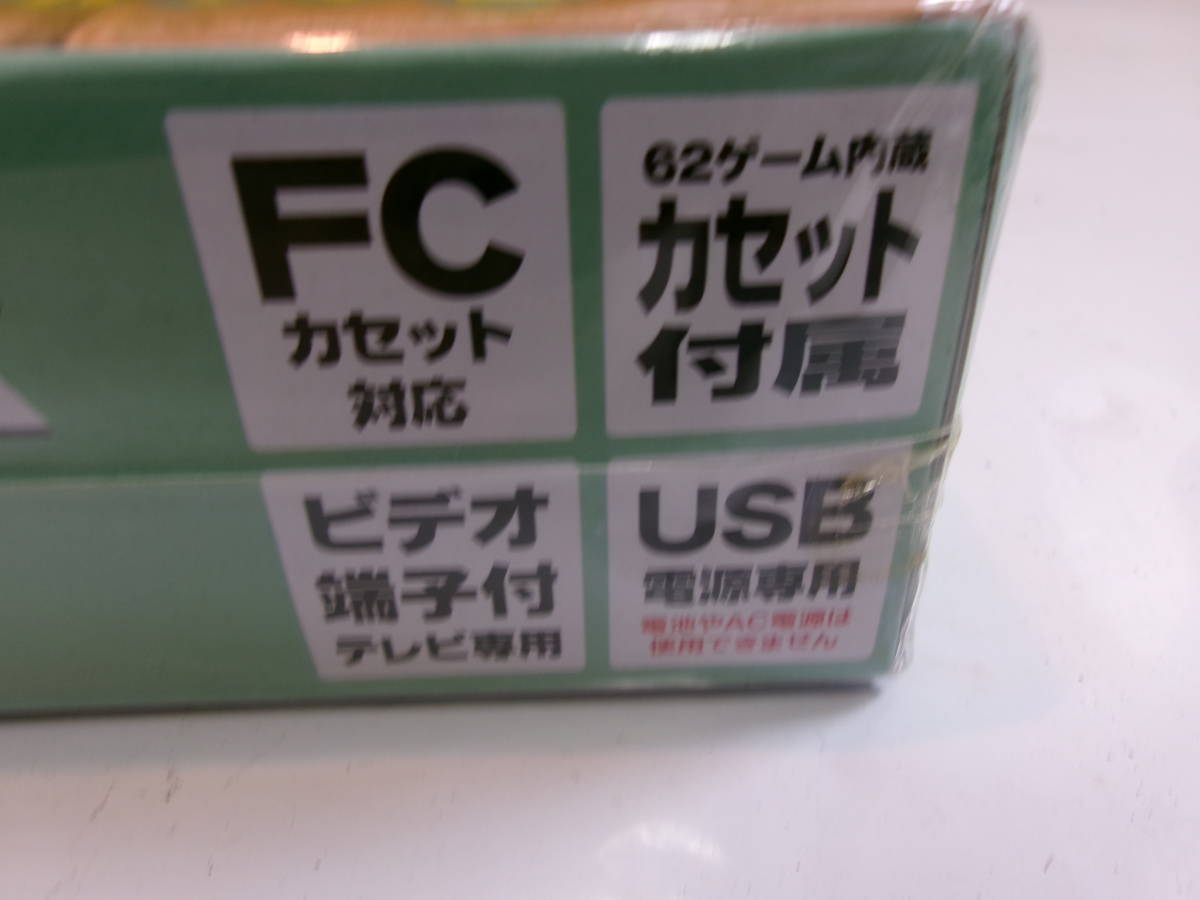 FC
カセット
対応
62ゲーム内蔵
カセット
付属
ビデオ
端子付
テレビ専用
USB
電源専用
電池やAC電源は
使用できません